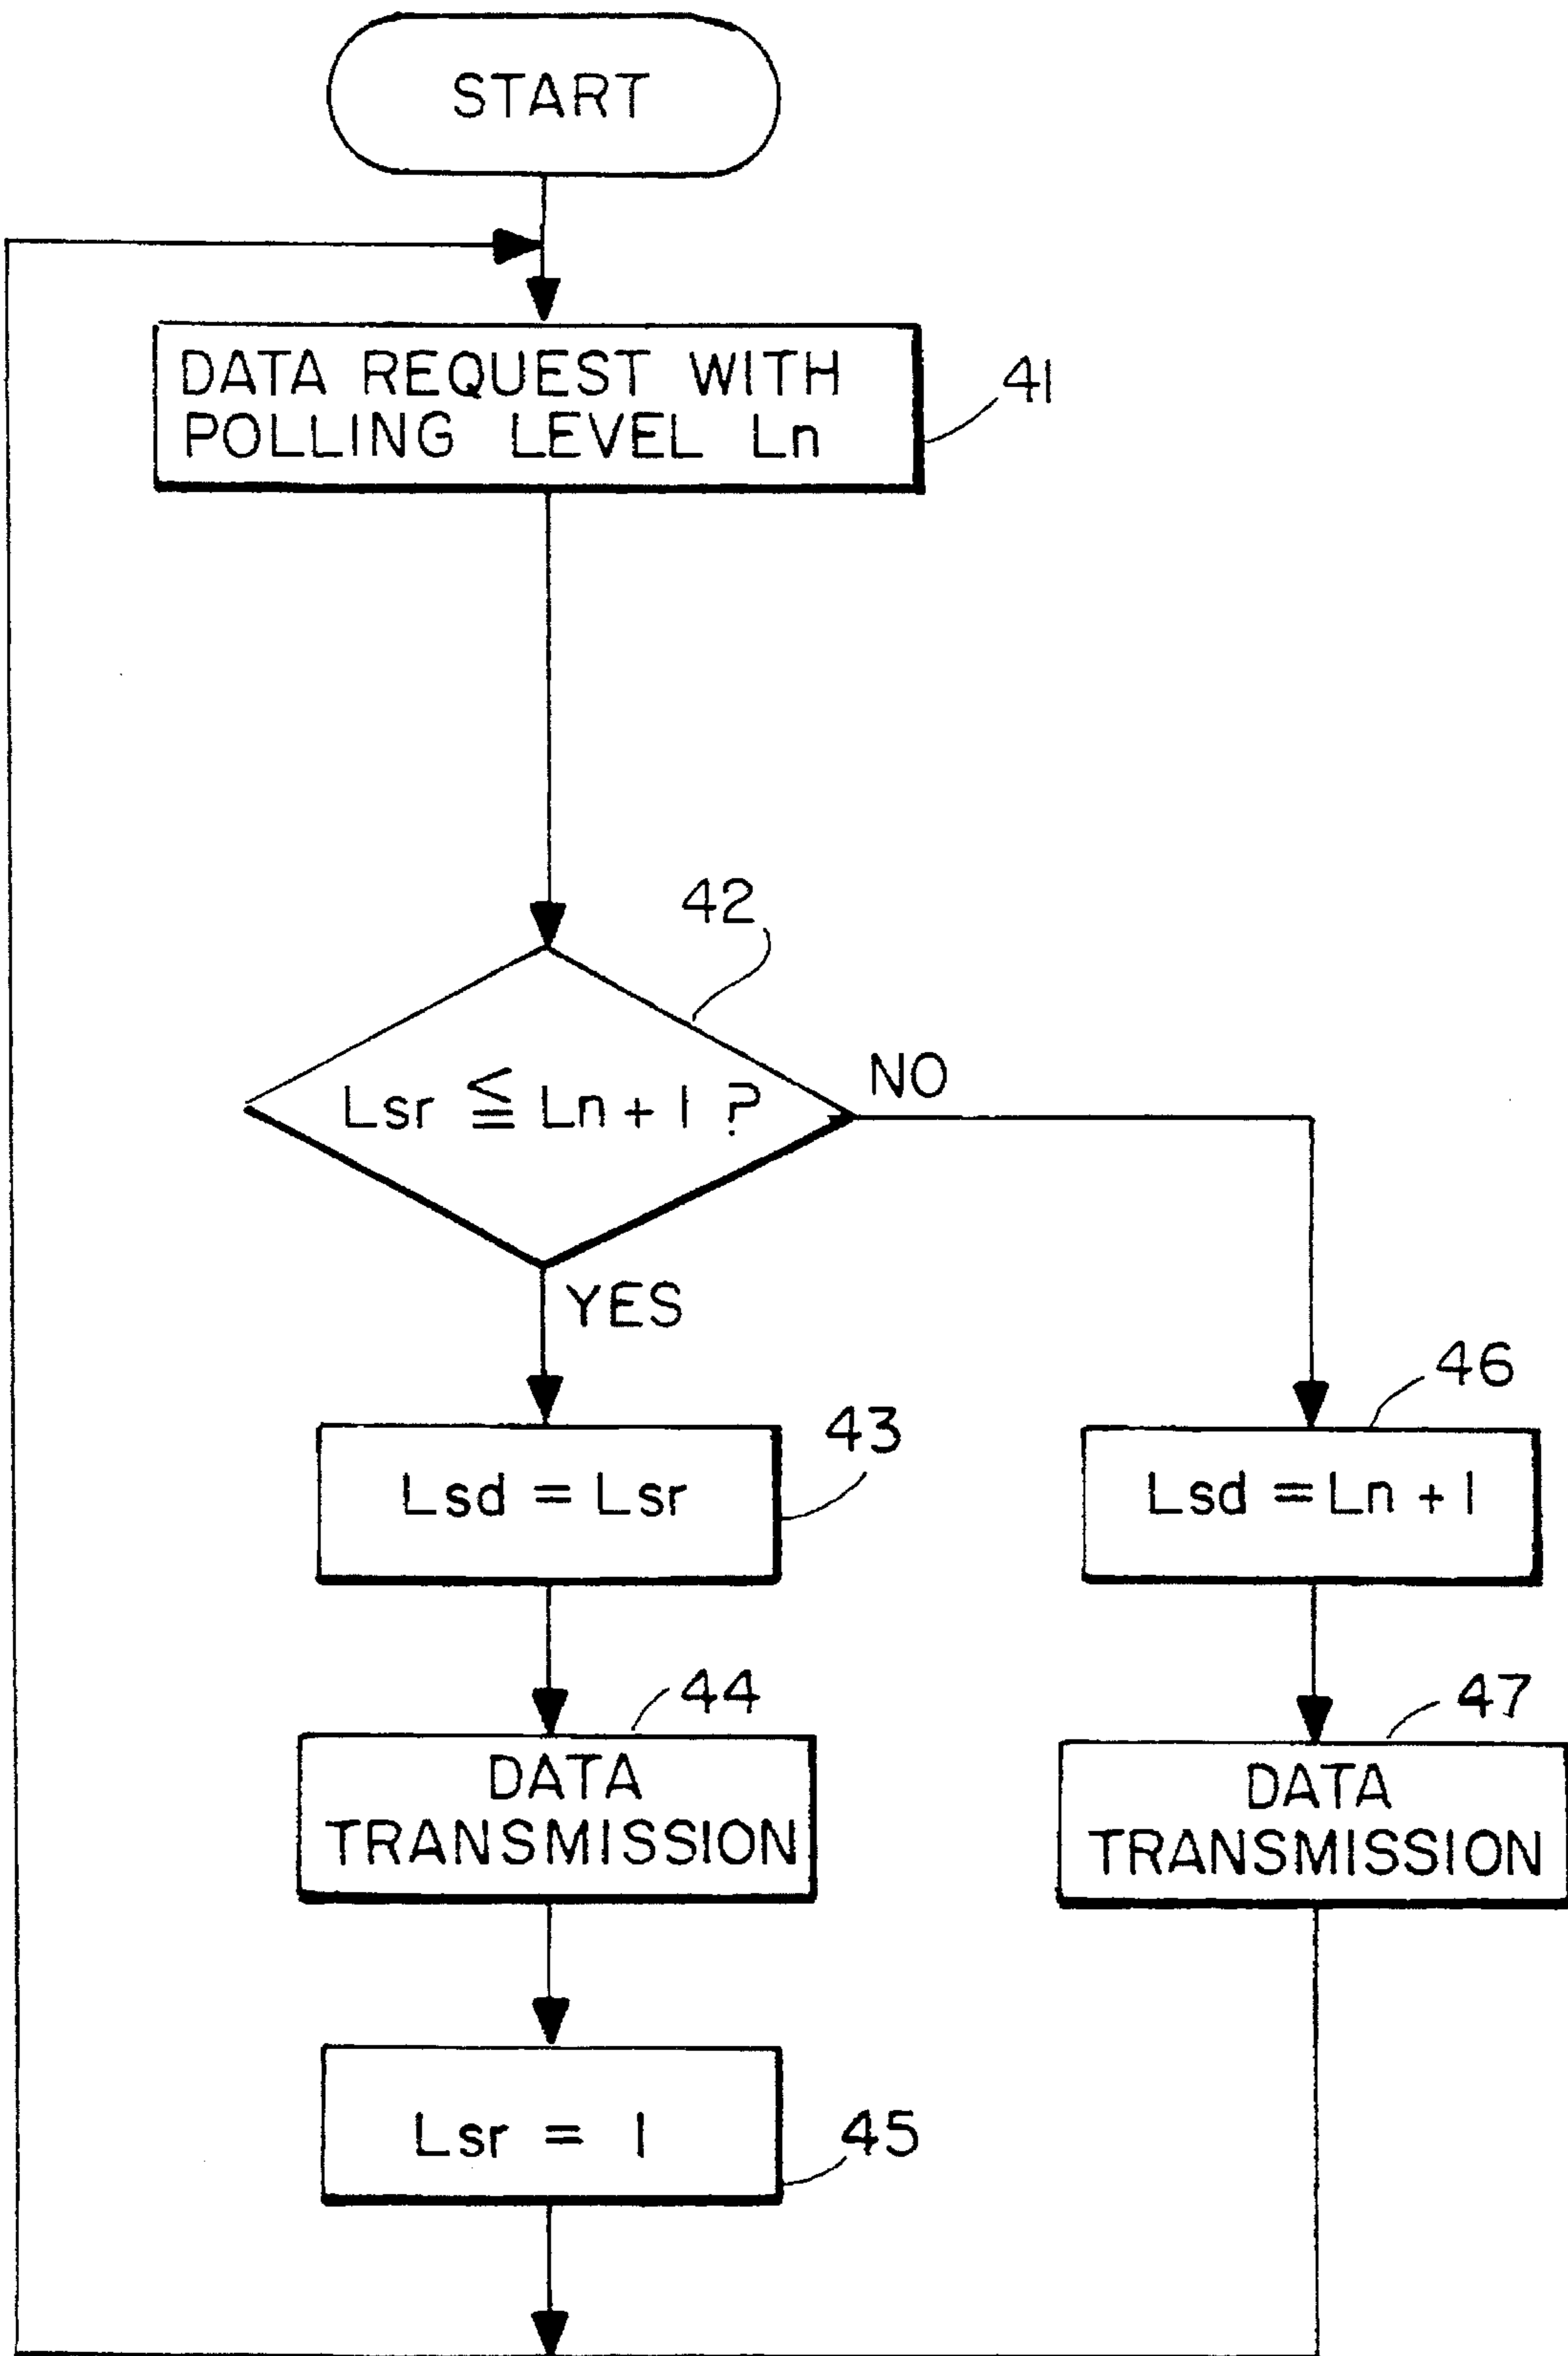 START
DATA REQUEST WITH
POLLING LEVEL Ln
41
42
Lsr ≦ Ln + 1 ?
NO
YES
43
Lsd = Lsr
46
Lsd = Ln + 1
44
DATA
TRANSMISSION
47
DATA
TRANSMISSION
Lsr = 1
45